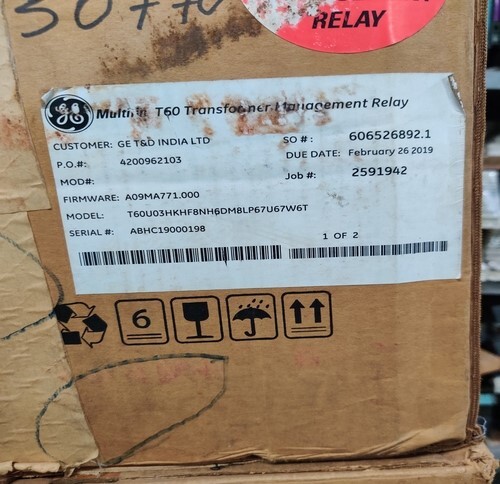 RELAY
GE Multilin T60 Transformer Management Relay
CUSTOMER: GE T&D INDIA LTD
SO #: 606526892.1
P.O.#: 4200962103
DUE DATE: February 26 2019
MOD#:
Job #: 2591942
FIRMWARE: A09MA771.000
MODEL: T60U03HKHF8NH6DM8LP67U67W6T
SERIAL #: ABHC19000198
1 OF 2
6